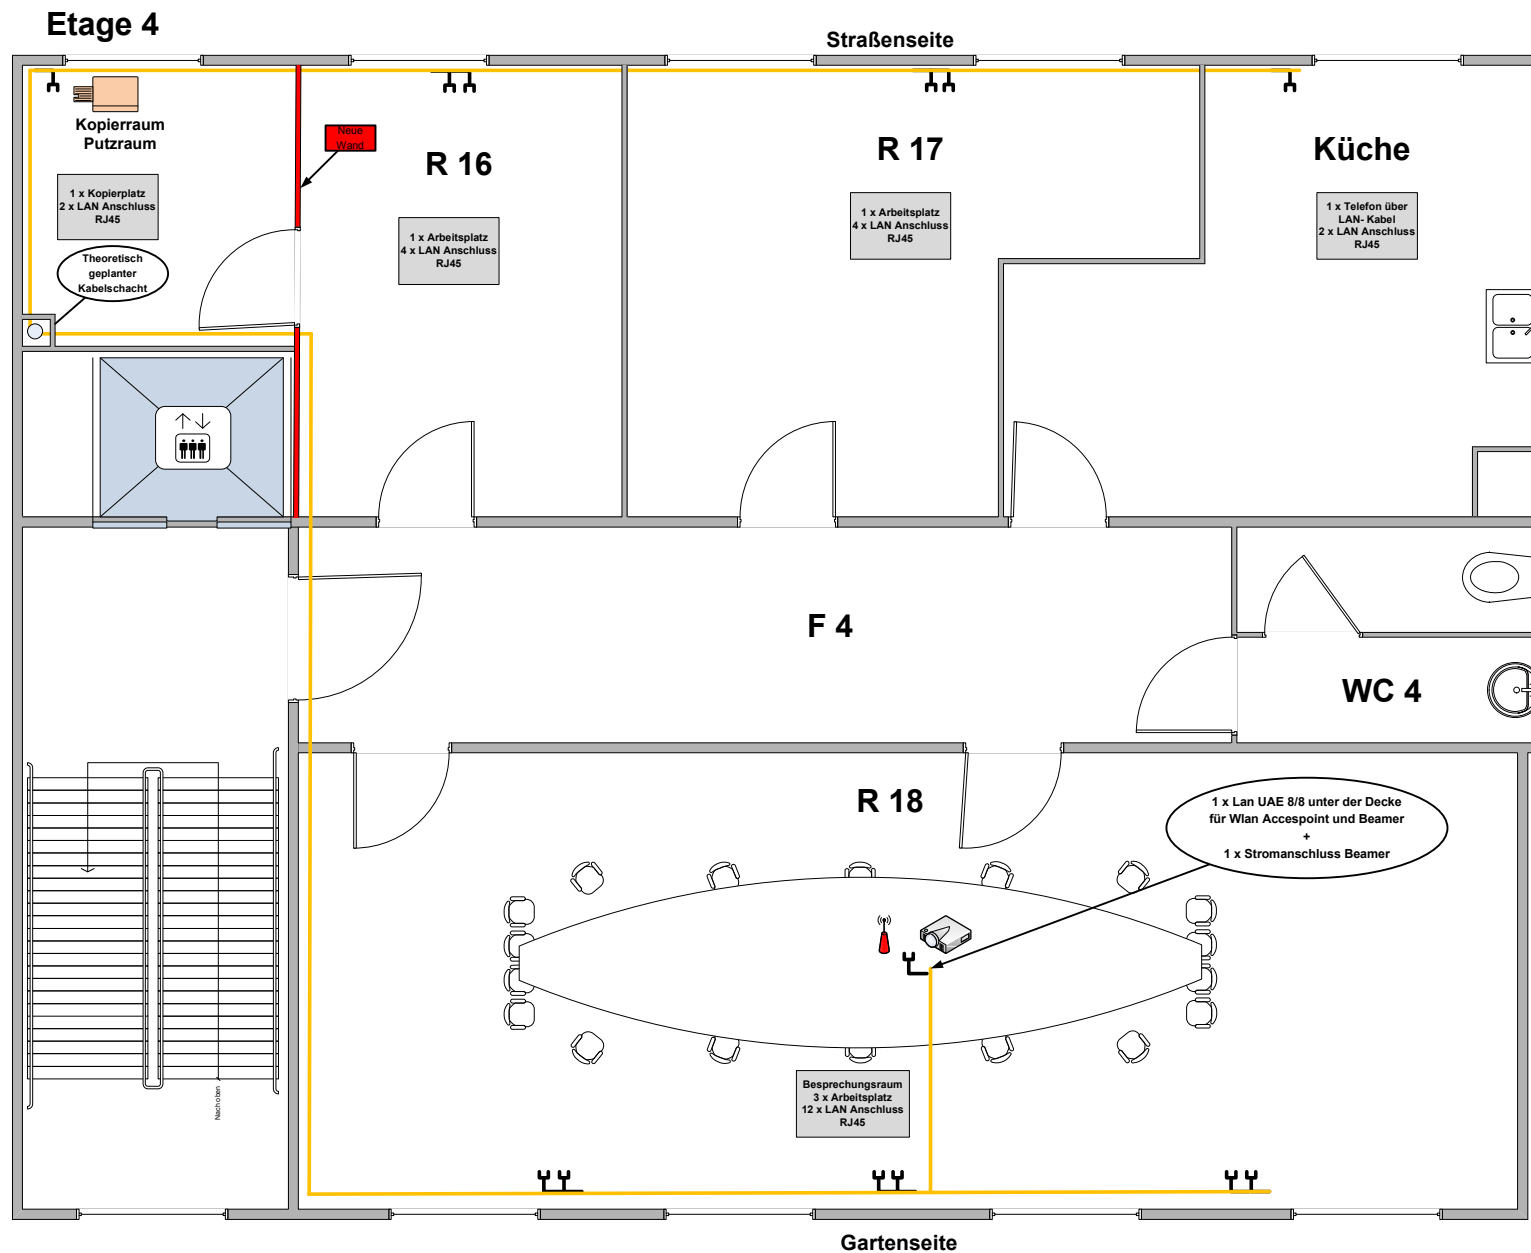 Etage 4
Straßenseite
Kopierraum
Putzraum
Neue
Wand
R 16
R 17
Küche
1 x Kopierplatz
2 x LAN Anschluss
RJ45
1 x Arbeitsplatz
4 x LAN Anschluss
RJ45
1 x Arbeitsplatz
4 x LAN Anschluss
RJ45
1 x Telefon über
LAN- Kabel
2 x LAN Anschluss
RJ45
Theoretisch
geplanter
Kabelschacht
F 4
WC 4
R 18
1 x Lan UAE 8/8 unter der Decke
für Wlan Accespoint und Beamer
+
1 x Stromanschluss Beamer
Besprechungsraum
3 x Arbeitsplatz
12 x LAN Anschluss
RJ45
Nach oben
Gartenseite